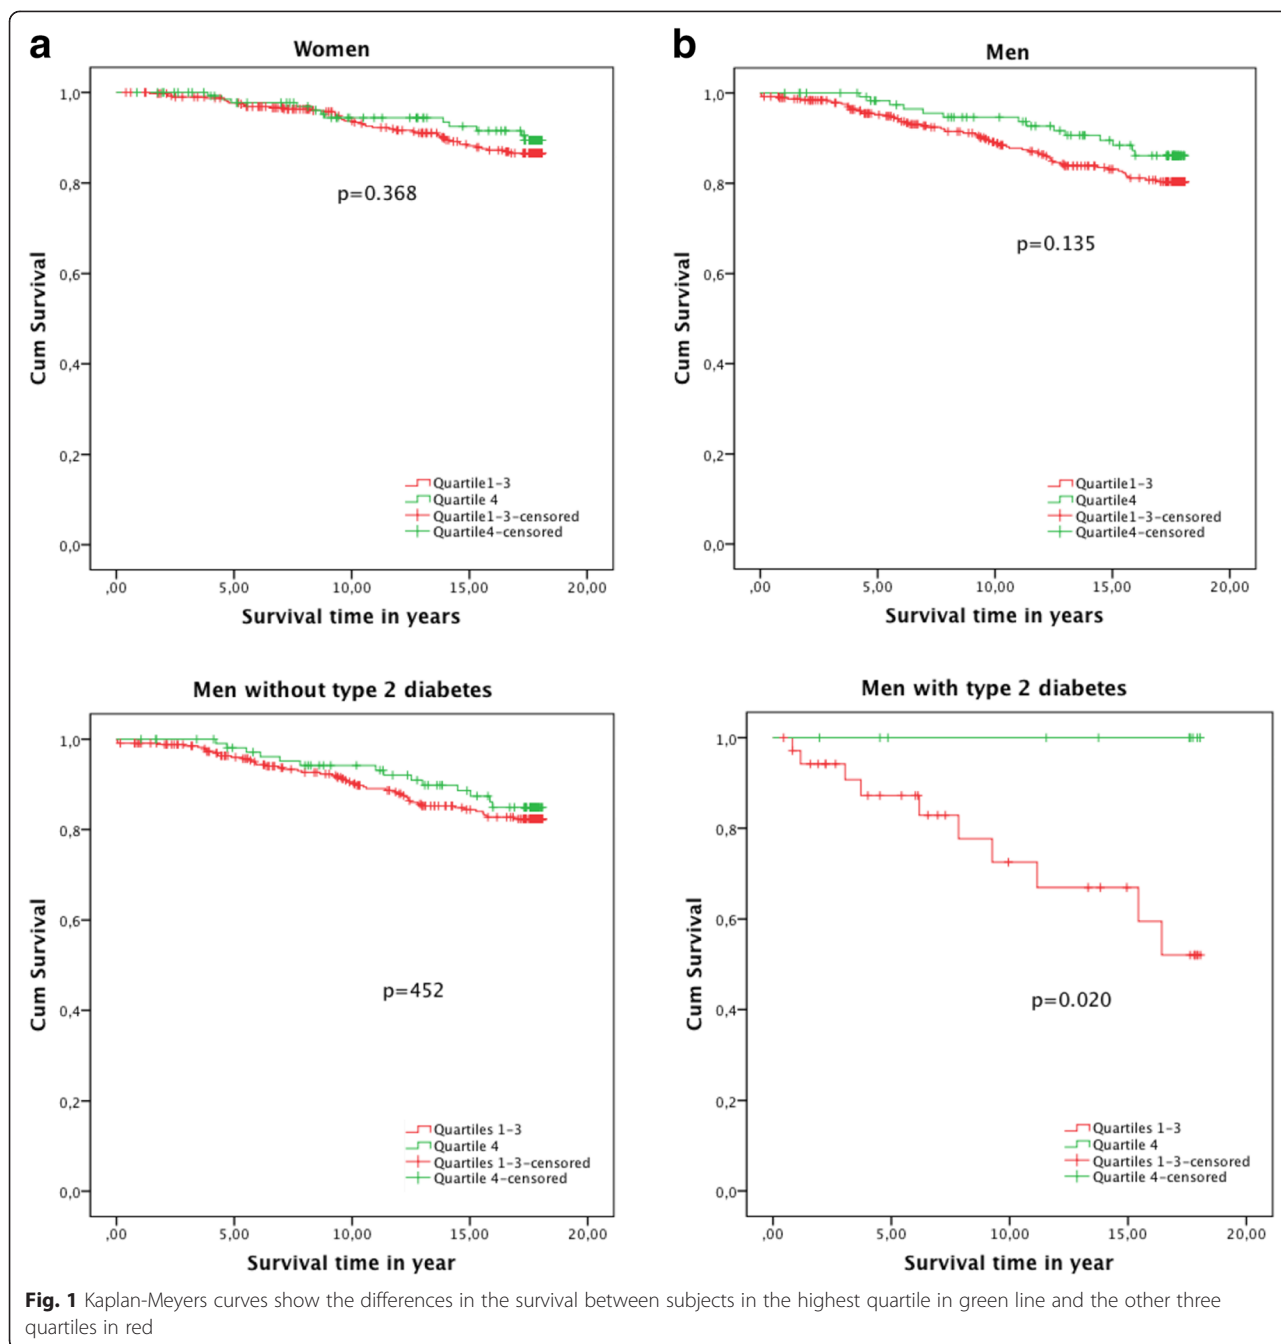 a
Women
1,0
0,8
0,6
0,4
0,2
0,0
Cum Survival
p=0.368
Quartile1-3
Quartile 4
Quartile1-3-censored
Quartile4-censored
,00 5,00 10,00 15,00 20,00
Survival time in years
b
Men
1,0
0,8
0,6
0,4
0,2
0,0
Cum Survival
p=0.135
Quartile1-3
Quartile4
Quartile1-3-censored
Quartile4-censored
,00 5,00 10,00 15,00 20,00
Survival time in years
Men without type 2 diabetes
1,0
0,8
0,6
0,4
0,2
0,0
Cum Survival
p=452
Quartiles 1-3
Quartile 4
Quartiles 1-3-censored
Quartile 4-censored
,00 5,00 10,00 15,00 20,00
Survival time in year
Men with type 2 diabetes
1,0
0,8
0,6
0,4
0,2
0,0
Cum Survival
p=0.020
Quartiles 1-3
Quartile 4
Quartiles 1-3-censored
Quartile 4-censored
,00 5,00 10,00 15,00 20,00
Survival time in year
Fig. 1 Kaplan-Meyers curves show the differences in the survival between subjects in the highest quartile in green line and the other three
quartiles in red